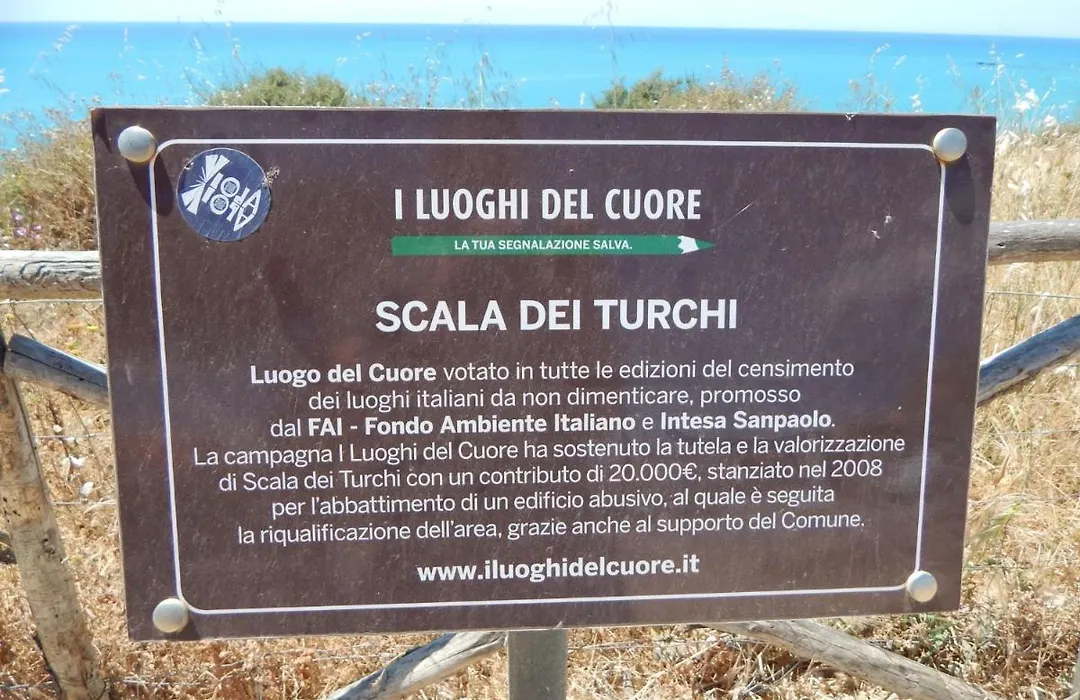 I LUOGHI DEL CUORE
LA TUA SEGNALAZIONE SALVA.
SCALA DEI TURCHI
Luogo del Cuore votato in tutte le edizioni del censimento
dei luoghi italiani da non dimenticare, promosso
dal FAI - Fondo Ambiente Italiano e Intesa Sanpaolo.
La campagna I Luoghi del Cuore ha sostenuto la tutela e la valorizzazione
di Scala dei Turchi con un contributo di 20.000€, stanziato nel 2008
per l'abbattimento di un edificio abusivo, al quale è seguita
la riqualificazione dell'area, grazie anche al supporto del Comune.
www.iluoghidelcuore.it